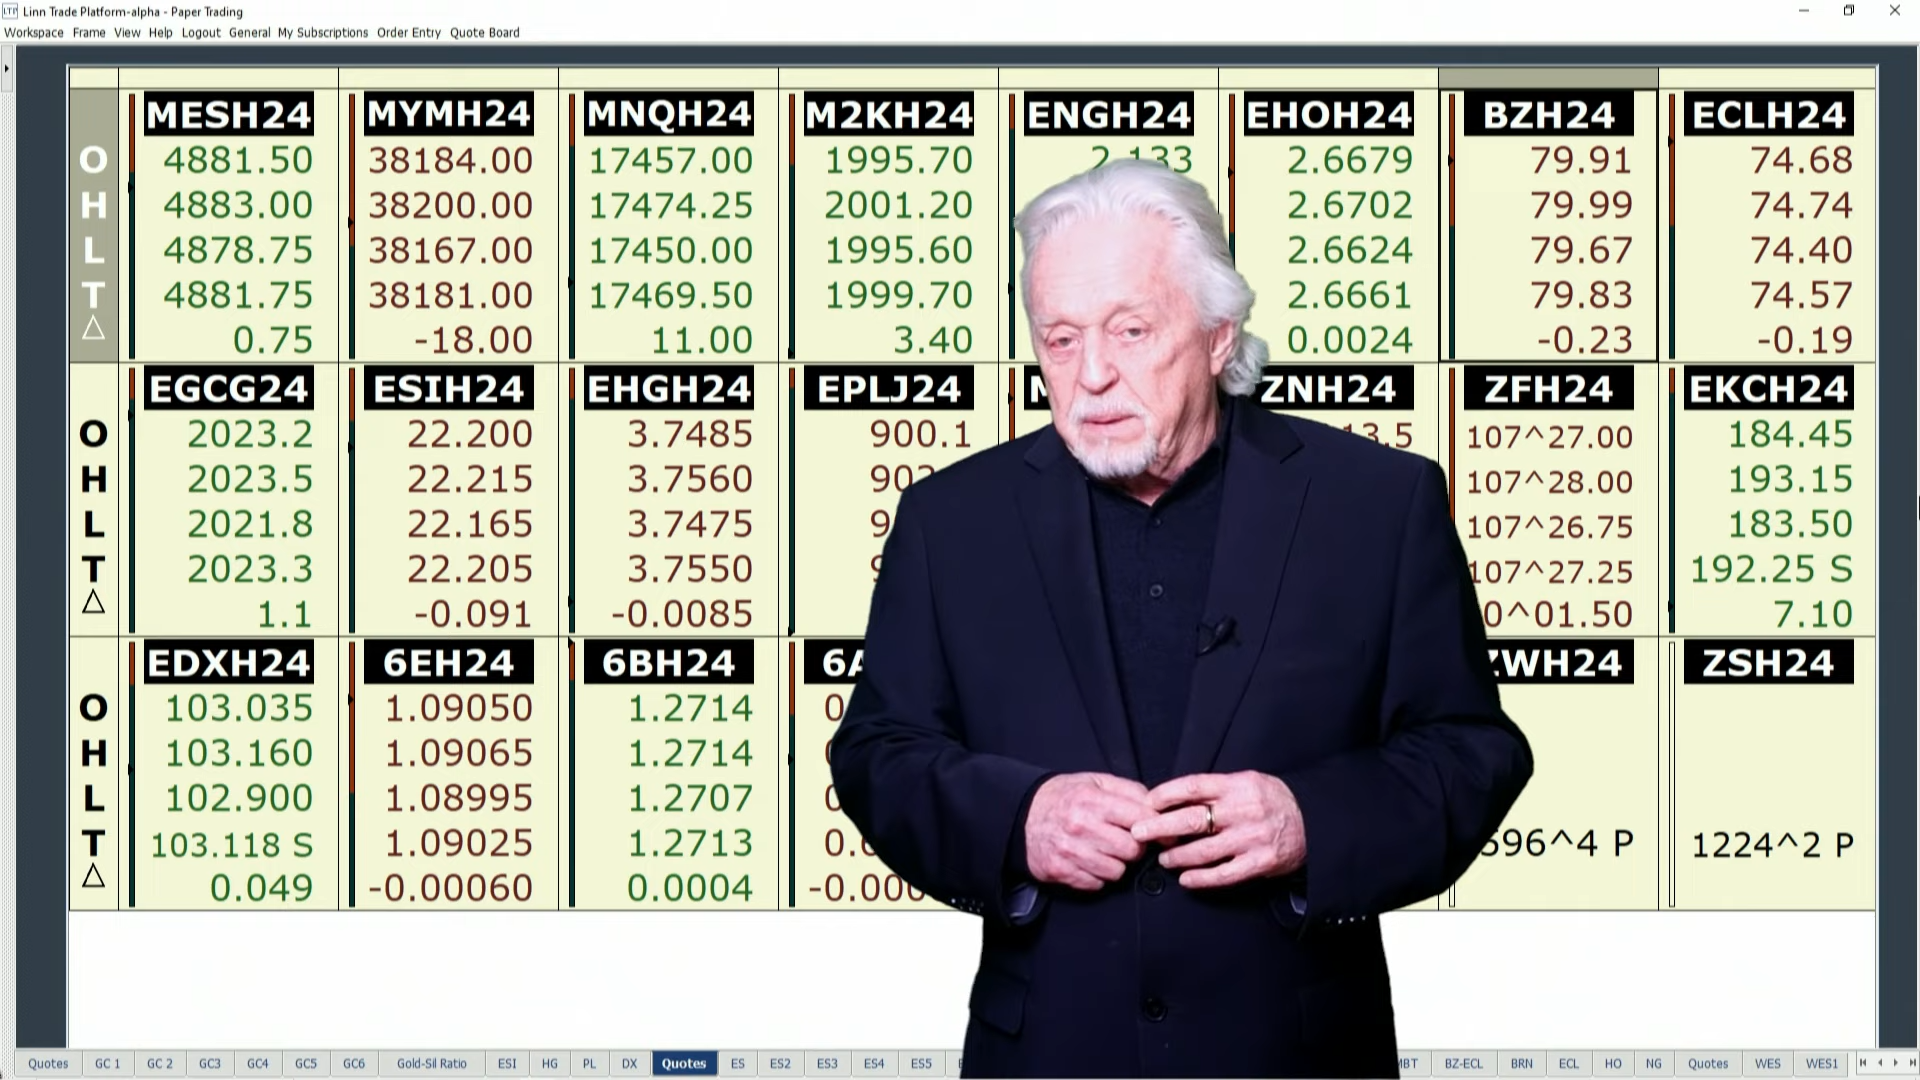 LTP Linn Trade Platform-alpha - Paper Trading
Workspace Frame View Help Logout General My Subscriptions Order Entry Quote Board
MESH24 MYMH24 MNQH24 M2KH24 ENGH24 EHOH24 BZH24 ECLH24
O 4881.50 38184.00 17457.00 1995.70 2.133 2.6679 79.91 74.68
H 4883.00 38200.00 17474.25 2001.20 2.6702 79.99 74.74
L 4878.75 38167.00 17450.00 1995.60 2.6624 79.67 74.40
T 4881.75 38181.00 17469.50 1999.70 2.6661 79.83 74.57
△ 0.75 -18.00 11.00 3.40 0.0024 -0.23 -0.19
EGCG24 ESIH24 EHGH24 EPLJ24 ZNH24 ZFH24 EKCH24
O 2023.2 22.200 3.7485 900.1 107^27.00 184.45
H 2023.5 22.215 3.7560 107^28.00 193.15
L 2021.8 22.165 3.7475 107^26.75 183.50
T 2023.3 22.205 3.7550 107^27.25 192.25 S
△ 1.1 -0.091 -0.0085 0^01.50 7.10
EDXH24 6EH24 6BH24 ZWH24 ZSH24
O 103.035 1.09050 1.2714
H 103.160 1.09065 1.2714
L 102.900 1.08995 1.2707
T 103.118 S 1.09025 1.2713 596^4 P 1224^2 P
△ 0.049 -0.00060 0.0004
Quotes GC 1 GC 2 GC3 GC4 GC5 GC6 Gold-Sil Ratio ESI HG PL DX Quotes ES ES2 ES3 ES4 ES5 BZ-ECL BRN ECL HO NG Quotes WES WES1